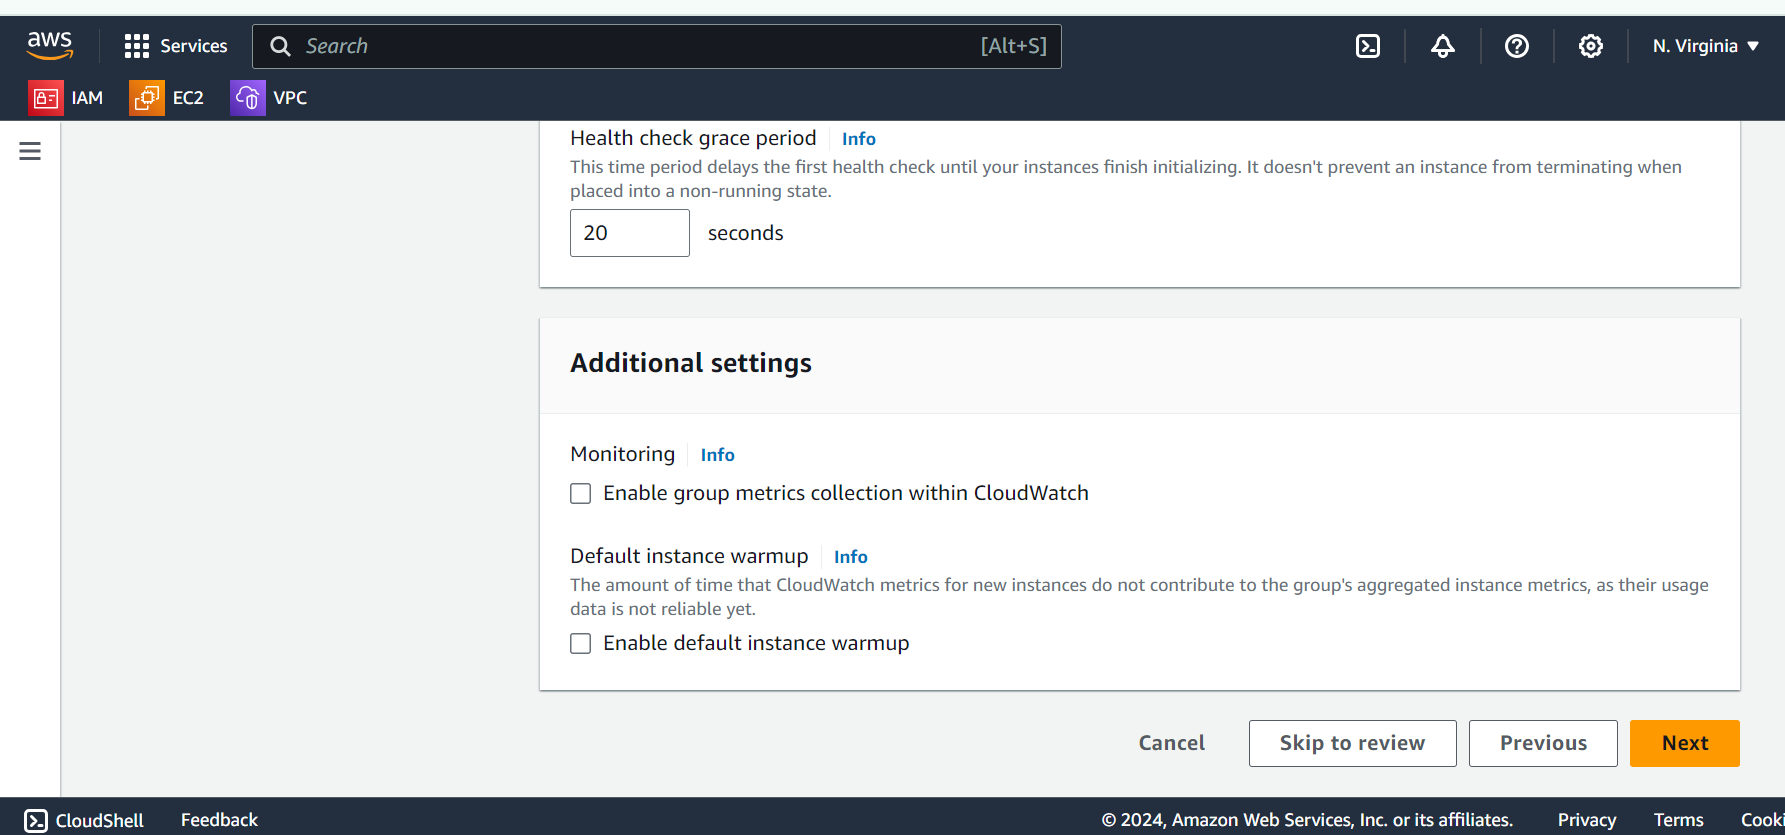 aws
Services
Search [Alt+S]
N. Virginia
IAM
EC2
VPC
Health check grace period Info
This time period delays the first health check until your instances finish initializing. It doesn't prevent an instance from terminating when
placed into a non-running state.
20 seconds
Additional settings
Monitoring Info
Enable group metrics collection within CloudWatch
Default instance warmup Info
The amount of time that CloudWatch metrics for new instances do not contribute to the group's aggregated instance metrics, as their usage
data is not reliable yet.
Enable default instance warmup
Cancel
Skip to review
Previous
Next
CloudShell
Feedback
© 2024, Amazon Web Services, Inc. or its affiliates.
Privacy
Terms
Cook